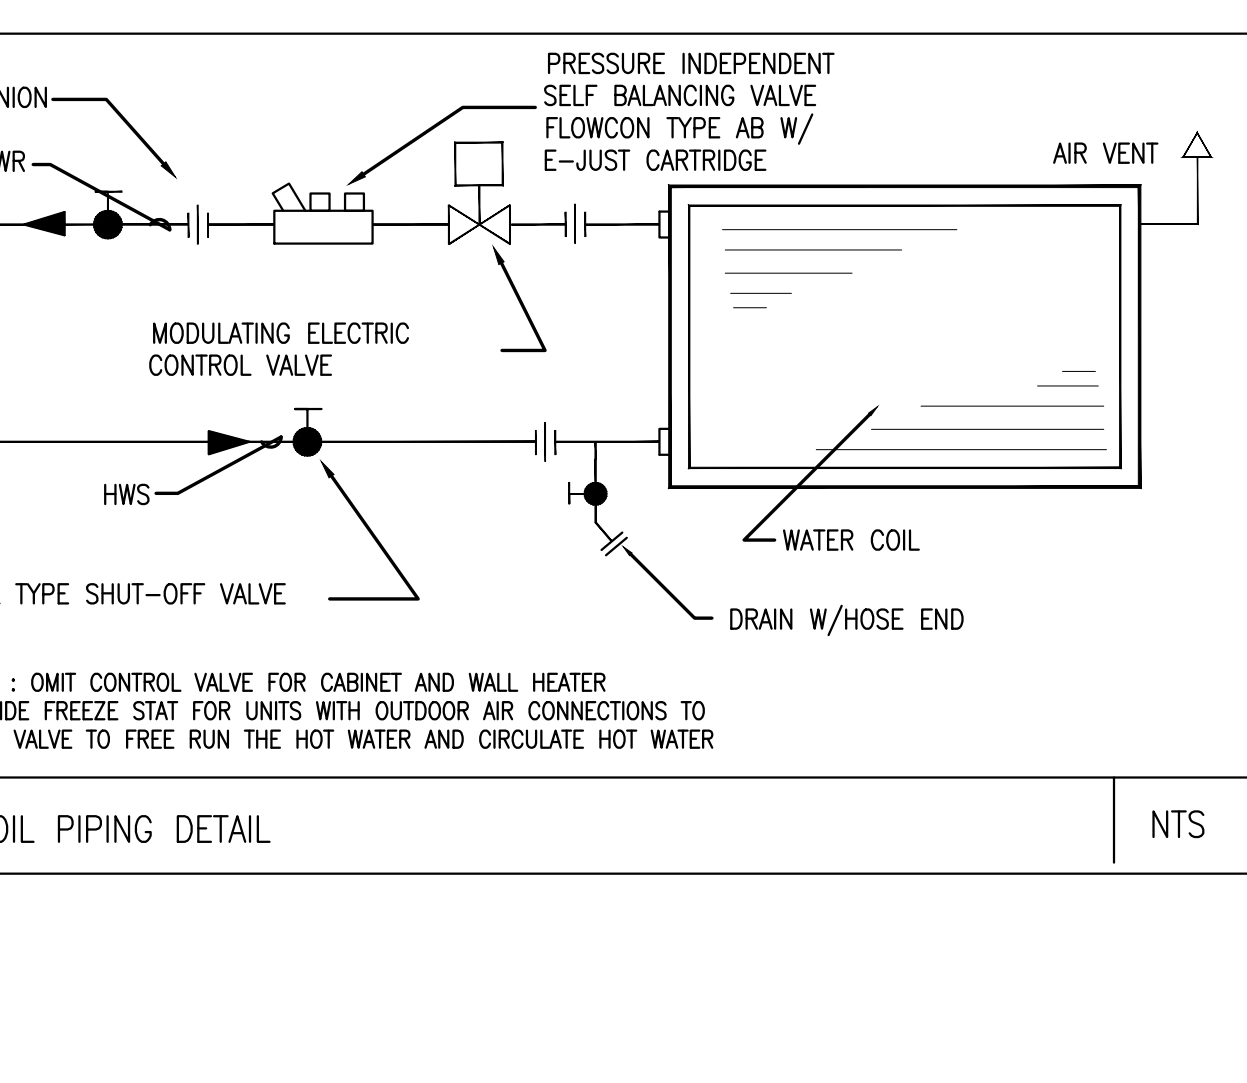 PRESSURE INDEPENDENT
SELF BALANCING VALVE
FLOWCON TYPE AB W/
E-JUST CARTRIDGE
NION
WR
AIR VENT
MODULATING ELECTRIC
CONTROL VALVE
HWS
WATER COIL
TYPE SHUT-OFF VALVE
DRAIN W/HOSE END
: OMIT CONTROL VALVE FOR CABINET AND WALL HEATER
IDE FREEZE STAT FOR UNITS WITH OUTDOOR AIR CONNECTIONS TO
VALVE TO FREE RUN THE HOT WATER AND CIRCULATE HOT WATER
OIL PIPING DETAIL
NTS